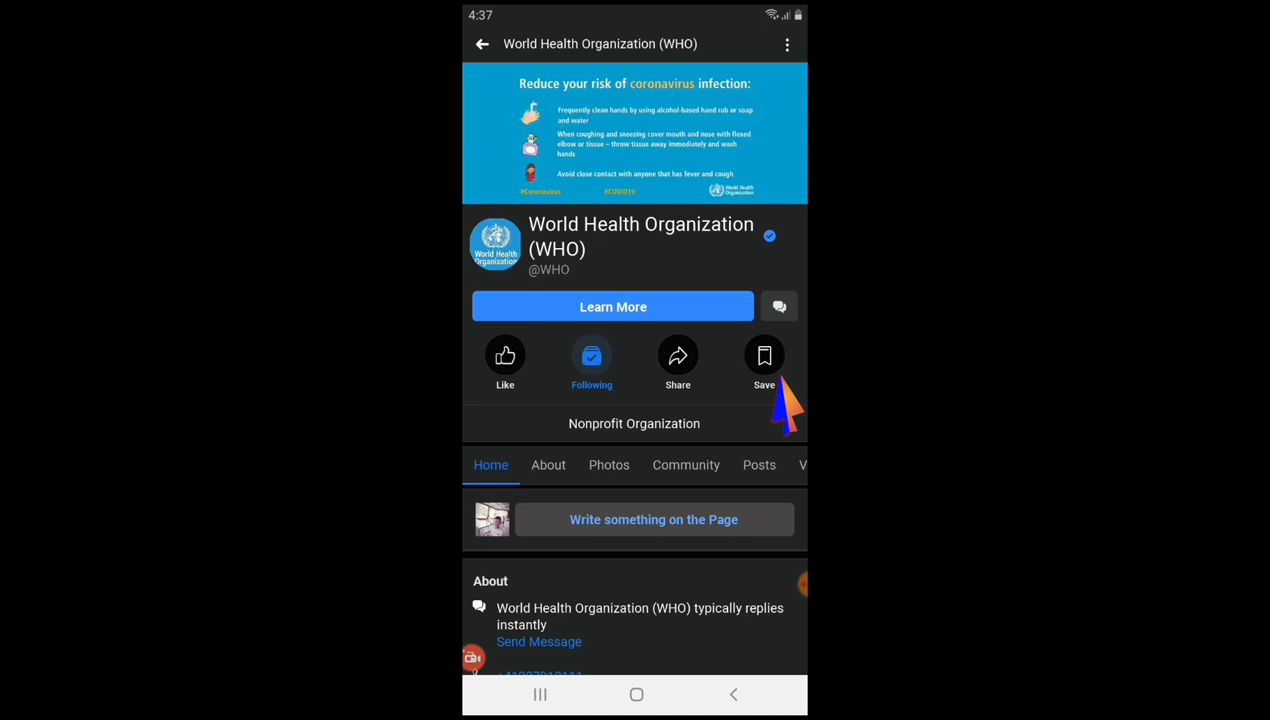 4:37
World Health Organization (WHO)
Reduce your risk of coronavirus infection:
Frequently clean hands by using alcohol-based hand rub or soap
and water
When coughing and sneezing cover mouth and nose with flexed
elbow or tissue – throw tissue away immediately and wash
hands
Avoid close contact with anyone that has fever and cough
#Coronavirus #COVID19 World Health
Organization
World Health Organization
(WHO)
@WHO
World Health
Organization
Learn More
Like Following Share Save
Nonprofit Organization
Home About Photos Community Posts V
Write something on the Page
About
World Health Organization (WHO) typically replies
instantly
Send Message